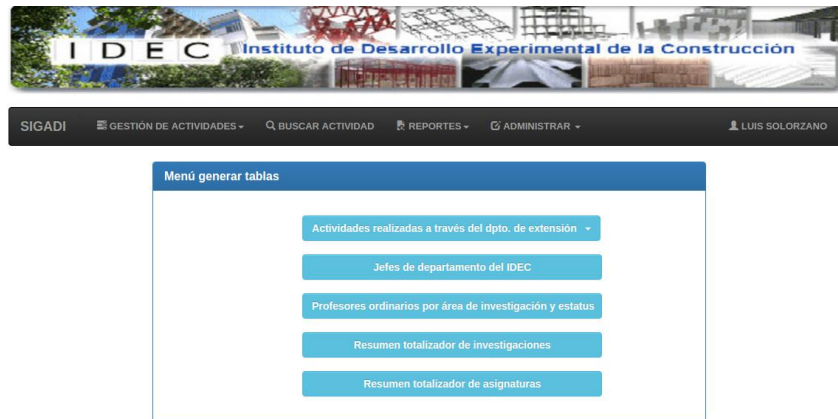 IDEC Instituto de Desarrollo Experimental de la Construcción
SIGADI GESTIÓN DE ACTIVIDADES BUSCAR ACTIVIDAD REPORTES ADMINISTRAR LUIS SOLORZANO
Menú generar tablas
Actividades realizadas a través del dpto. de extensión
Jefes de departamento del IDEC
Profesores ordinarios por área de investigación y estatus
Resumen totalizador de investigaciones
Resumen totalizador de asignaturas